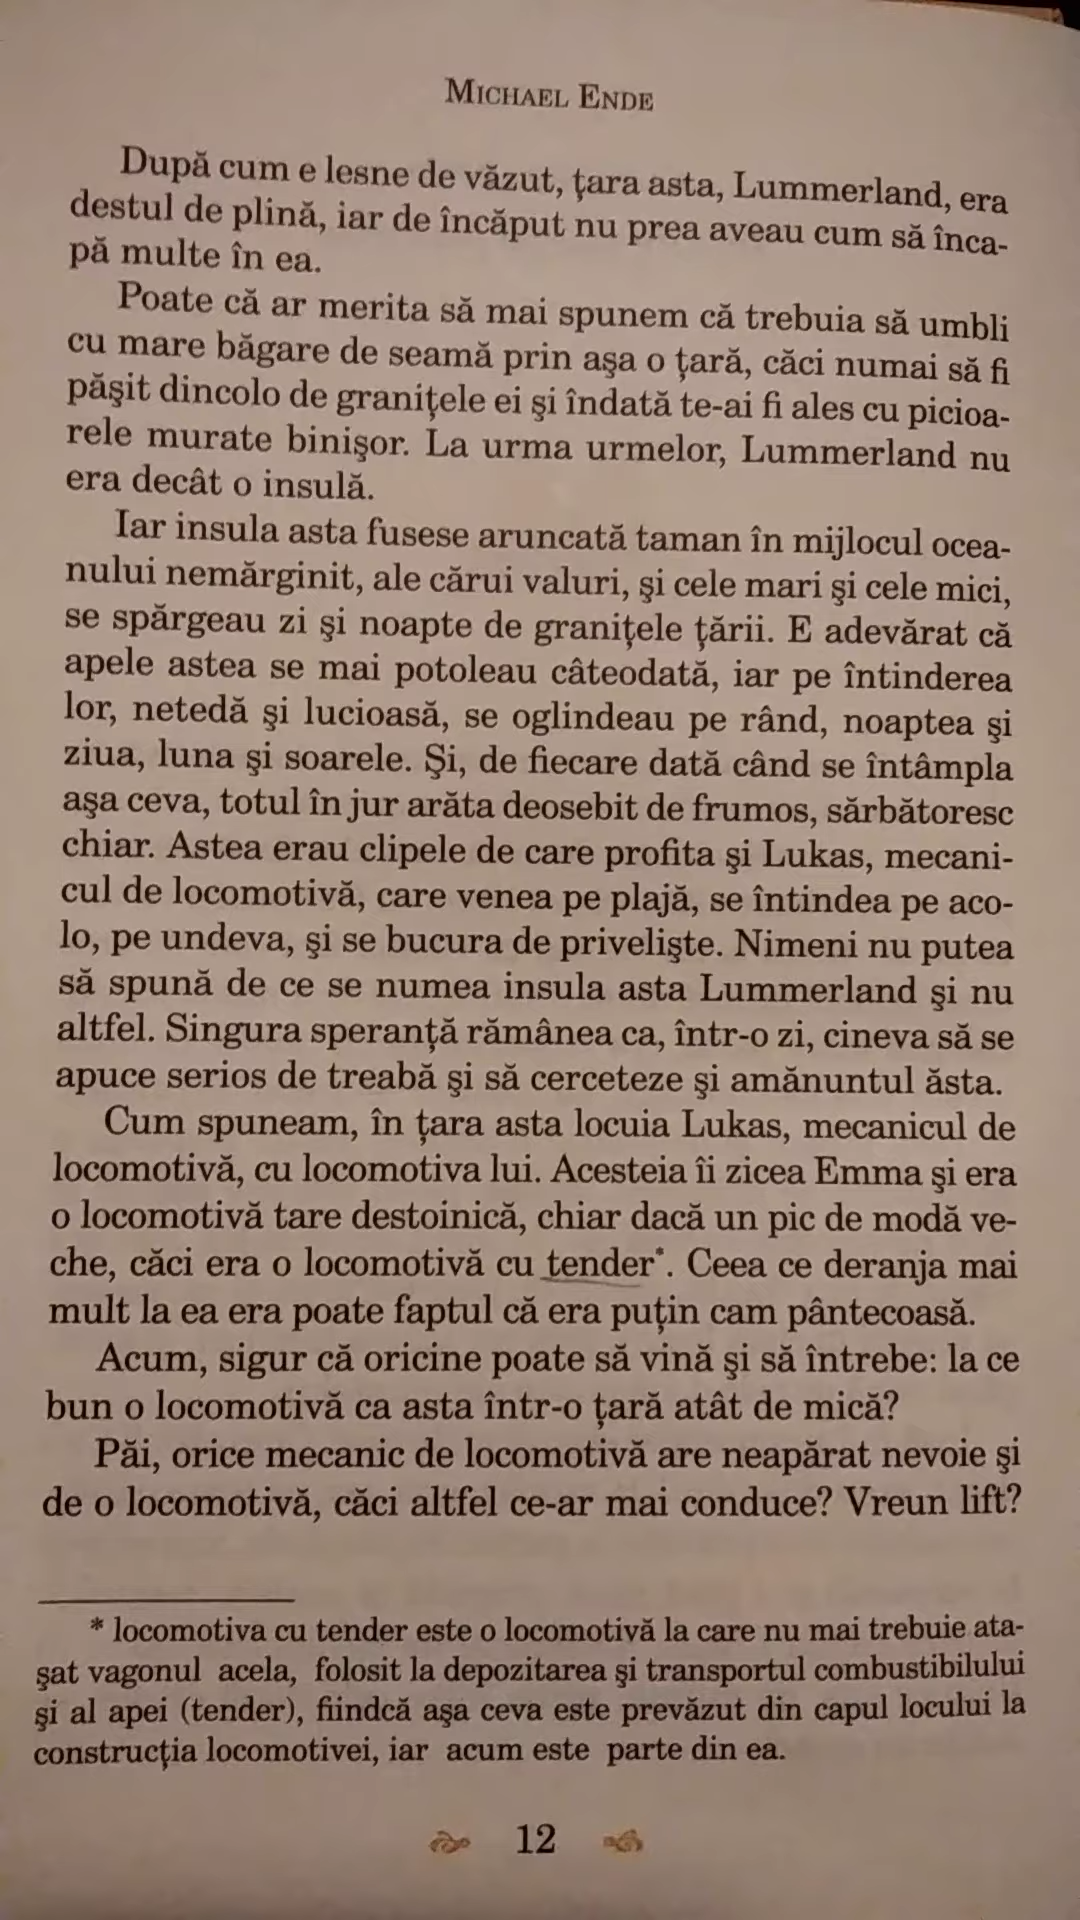 MICHAEL ENDE
După cum e lesne de văzut, ţara asta, Lummerland, era
destul de plină, iar de încăput nu prea aveau cum să înca-
pă multe în ea.
Poate că ar merita să mai spunem că trebuia să umbli
cu mare băgare de seamă prin aşa o ţară, căci numai să fi
păşit dincolo de graniţele ei şi îndată te-ai fi ales cu picioa-
rele murate binişor. La urma urmelor, Lummerland nu
era decât o insulă.
Iar insula asta fusese aruncată taman în mijlocul ocea-
nului nemărginit, ale cărui valuri, şi cele mari şi cele mici,
se spărgeau zi şi noapte de graniţele ţării. E adevărat că
apele astea se mai potoleau câteodată, iar pe întinderea
lor, netedă şi lucioasă, se oglindeau pe rând, noaptea şi
ziua, luna şi soarele. Şi, de fiecare dată când se întâmpla
aşa ceva, totul în jur arăta deosebit de frumos, sărbătoresc
chiar. Astea erau clipele de care profita şi Lukas, mecani-
cul de locomotivă, care venea pe plajă, se întindea pe aco-
lo, pe undeva, şi se bucura de privelişte. Nimeni nu putea
să spună de ce se numea insula asta Lummerland şi nu
altfel. Singura speranţă rămânea ca, într-o zi, cineva să se
apuce serios de treabă şi să cerceteze şi amănuntul ăsta.
Cum spuneam, în ţara asta locuia Lukas, mecanicul de
locomotivă, cu locomotiva lui. Acesteia îi zicea Emma şi era
o locomotivă tare destoinică, chiar dacă un pic de modă ve-
che, căci era o locomotivă cu tender*. Ceea ce deranja mai
mult la ea era poate faptul că era puţin cam pântecoasă.
Acum, sigur că oricine poate să vină şi să întrebe: la ce
bun o locomotivă ca asta într-o ţară atât de mică?
Păi, orice mecanic de locomotivă are neapărat nevoie şi
de o locomotivă, căci altfel ce-ar mai conduce? Vreun lift?
* locomotiva cu tender este o locomotivă la care nu mai trebuie ata-
şat vagonul acela, folosit la depozitarea şi transportul combustibilului
şi al apei (tender), fiindcă aşa ceva este prevăzut din capul locului la
construcţia locomotivei, iar acum este parte din ea.
12